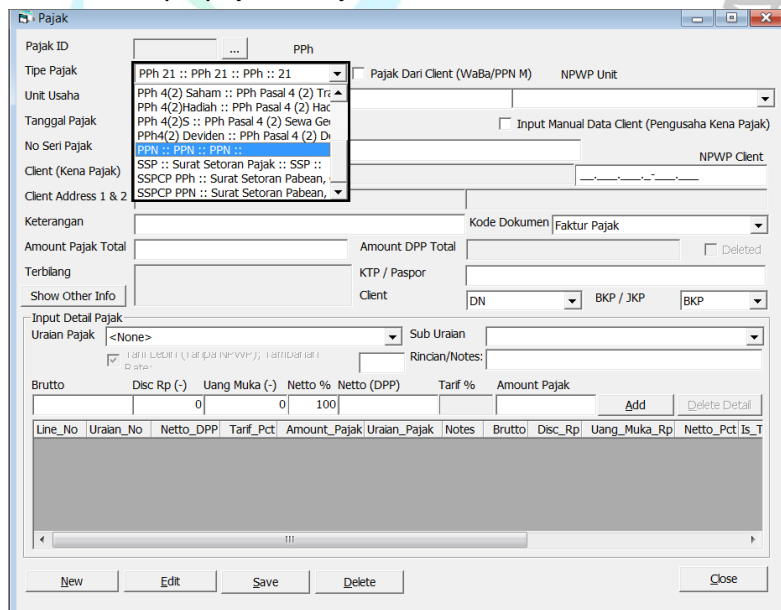 Pajak
Pajak ID ... PPh
Tipe Pajak PPh 21 :: PPh 21 :: PPh :: 21 Pajak Dari Client (WaBa/PPN M) NPWP Unit
PPh 4(2) Saham :: PPh Pasal 4 (2) Tra
Unit Usaha
PPh 4(2)Hadiah :: PPh Pasal 4 (2) Had
PPh 4(2)S :: PPh Pasal 4 (2) Sewa Ge
Tanggal Pajak Input Manual Data Client (Pengusaha Kena Pajak)
PPh4(2) Deviden :: PPh Pasal 4 (2) D
No Seri Pajak PPN :: PPN :: PPN ::
NPWP Client
SSP :: Surat Setoran Pajak :: SSP ::
Client (Kena Pajak) __.___.___._-___.___
SSPCP PPh :: Surat Setoran Pabean,
SSPCP PPN :: Surat Setoran Pabean,
Client Address 1 & 2
Keterangan Kode Dokumen Faktur Pajak
Amount Pajak Total Amount DPP Total Deleted
Terbilang KTP / Paspor
Show Other Info Client DN BKP / JKP BKP
Input Detail Pajak
Uraian Pajak <None> Sub Uraian
Rincian/Notes:
Brutto Disc Rp (-) Uang Muka (-) Netto % Netto (DPP) Tarif % Amount Pajak
0 0 100 Add Delete Detail
Line_No Uraian_No Netto_DPP Tarif_Pct Amount_Pajak Uraian_Pajak Notes Brutto Disc_Rp Uang_Muka_Rp Netto_Pct Is_T
New Edit Save Delete Close